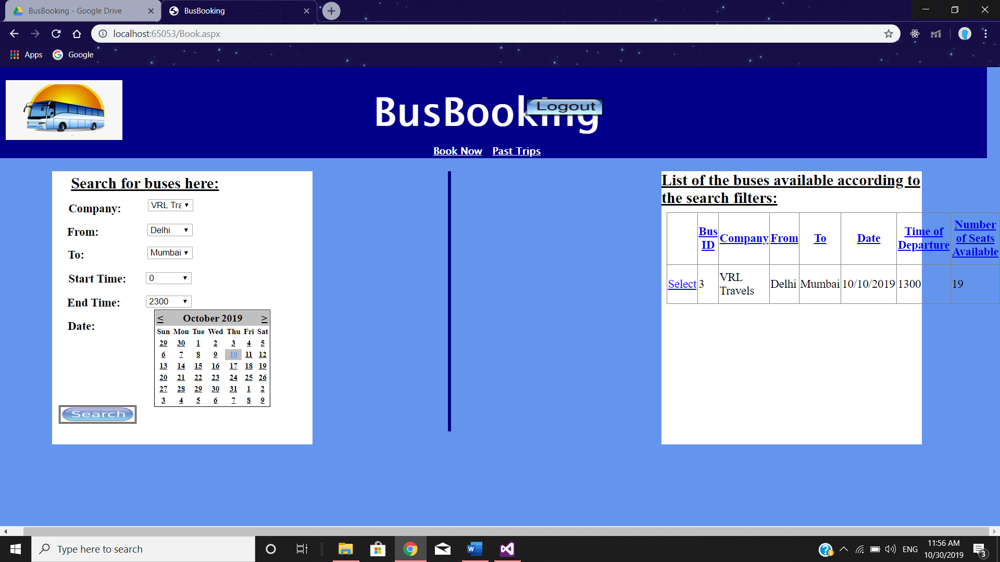 BusBooking - Google Drive
BusBooking
localhost:65053/Book.aspx
Apps
Google
BusBooking
Logout
Book Now
Past Trips
Search for buses here:
Company:
VRL Tra
From:
Delhi
To:
Mumbai
Start Time:
0
End Time:
2300
Date:
< October 2019 >
Sun Mon Tue Wed Thu Fri Sat
29 30 1 2 3 4 5
6 7 8 9 10 11 12
13 14 15 16 17 18 19
20 21 22 23 24 25 26
27 28 29 30 31 1 2
3 4 5 6 7 8 9
Search
List of the buses available according to
the search filters:
Bus ID Company From To Date Time of Departure Number of Seats Available
Select 3 VRL Travels Delhi Mumbai 10/10/2019 1300 19
Type here to search
ENG
11:56 AM
10/30/2019
3